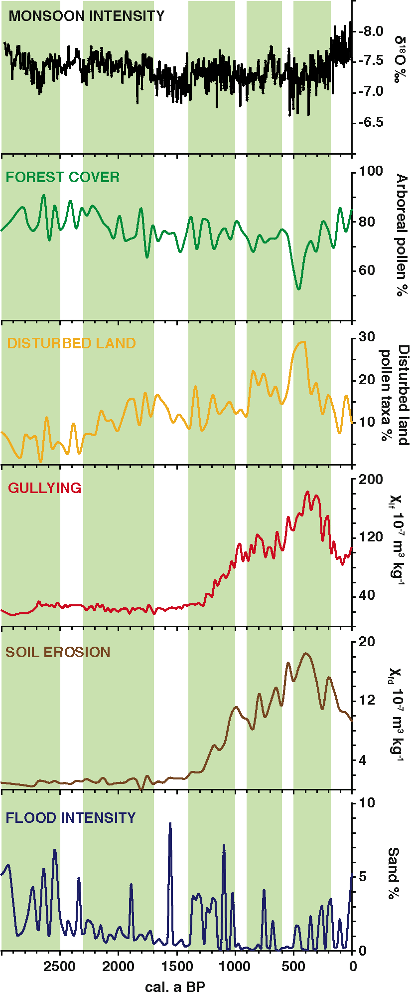 MONSOON INTENSITY
-8.0
-7.5
-7.0
-6.5
δ¹⁸O ‰
FOREST COVER
100
80
60
Arboreal pollen %
DISTURBED LAND
30
20
10
Disturbed land
pollen taxa %
GULLYING
200
120
40
χlf 10⁻⁷ m³ kg⁻¹
SOIL EROSION
20
12
4
χfd 10⁻⁷ m³ kg⁻¹
FLOOD INTENSITY
10
5
0
Sand %
2500 2000 1500 1000 500 0
cal. a BP